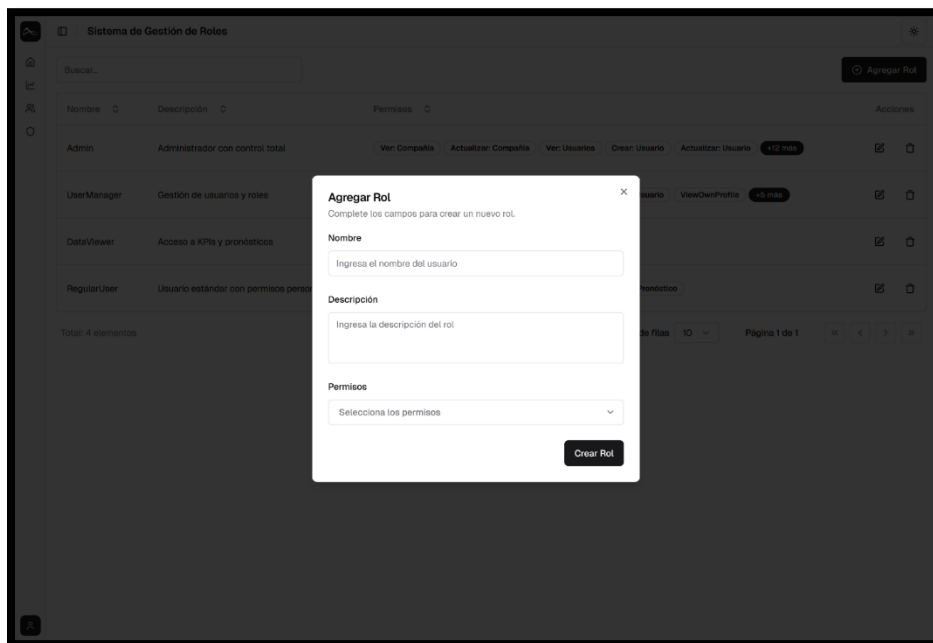 Sistema de Gestión de Roles
Buscar...
Agregar Rol
Nombre Descripción Permisos Acciones
Admin Administrador con control total Ver: Compañía Actualizar: Compañía Ver: Usuarios Crear: Usuario Actualizar: Usuario +12 más
UserManager Gestión de usuarios y roles ViewOwnProfile +5 más
DataViewer Acceso a KPIs y pronósticos
RegularUser Usuario estándar con permisos Pronóstico
Total: 4 elementos de filas 10 Página 1 de 1
Agregar Rol
Complete los campos para crear un nuevo rol.
Nombre
Ingresa el nombre del usuario
Descripción
Ingresa la descripción del rol
Permisos
Selecciona los permisos
Crear Rol